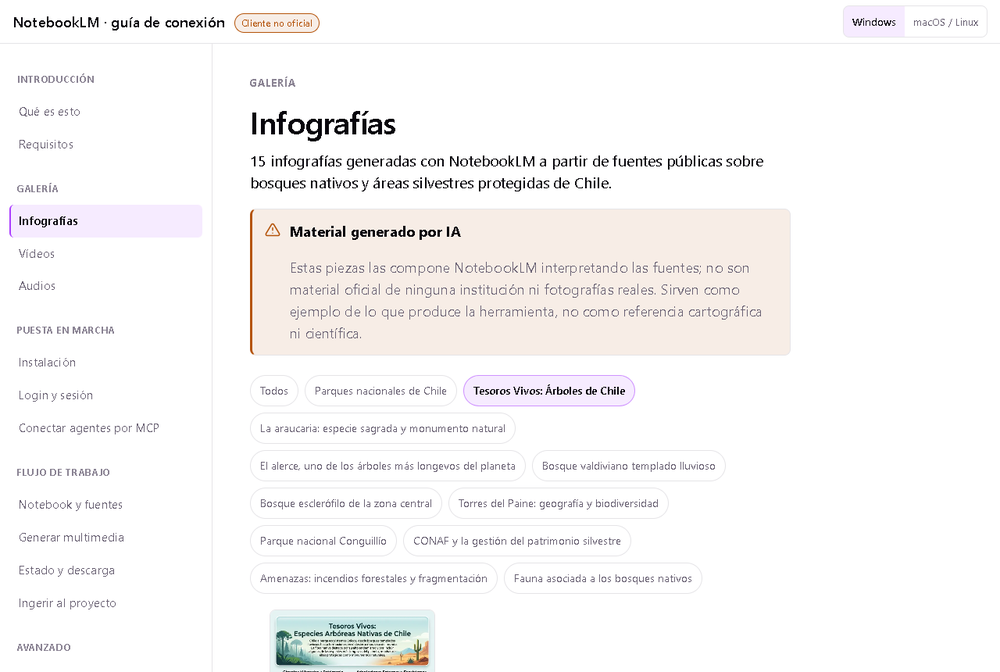 NotebookLM · guía de conexión
Cliente no oficial
Windows
macOS / Linux
INTRODUCCIÓN
Qué es esto
Requisitos
GALERÍA
Infografías
Vídeos
Audios
PUESTA EN MARCHA
Instalación
Login y sesión
Conectar agentes por MCP
FLUJO DE TRABAJO
Notebook y fuentes
Generar multimedia
Estado y descarga
Ingerir al proyecto
AVANZADO
GALERÍA
Infografías
15 infografías generadas con NotebookLM a partir de fuentes públicas sobre
bosques nativos y áreas silvestres protegidas de Chile.
Material generado por IA
Estas piezas las compone NotebookLM interpretando las fuentes; no son
material oficial de ninguna institución ni fotografías reales. Sirven como
ejemplo de lo que produce la herramienta, no como referencia cartográfica
ni científica.
Todos
Parques nacionales de Chile
Tesoros Vivos: Árboles de Chile
La araucaria: especie sagrada y monumento natural
El alerce, uno de los árboles más longevos del planeta
Bosque valdiviano templado lluvioso
Bosque esclerófilo de la zona central
Torres del Paine: geografía y biodiversidad
Parque nacional Conguillío
CONAF y la gestión del patrimonio silvestre
Amenazas: incendios forestales y fragmentación
Fauna asociada a los bosques nativos
Tesoros Vivos:
Especies Arbóreas Nativas de Chile